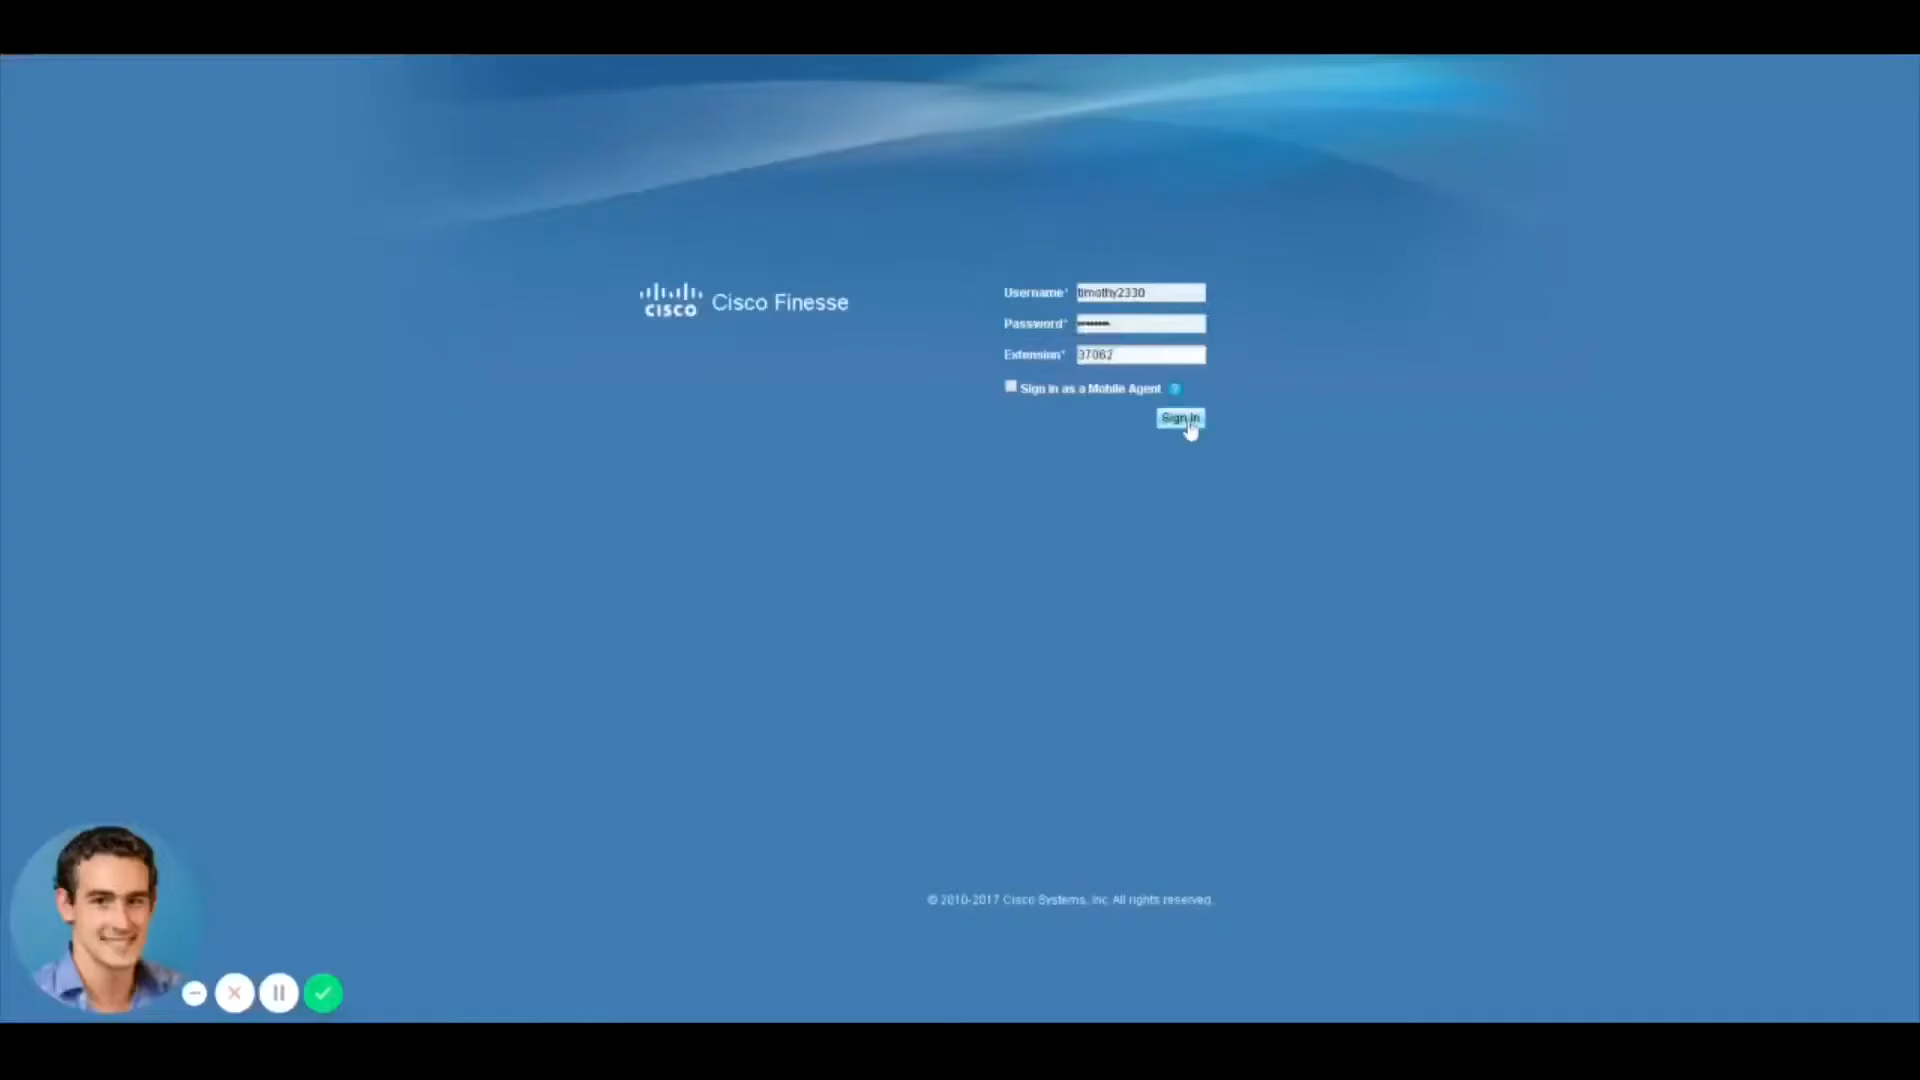 cisco Cisco Finesse
Username* timothy2330
Password*
Extension* 37062
Sign in as a Mobile Agent ?
Sign In
© 2010-2017 Cisco Systems, Inc. All rights reserved.